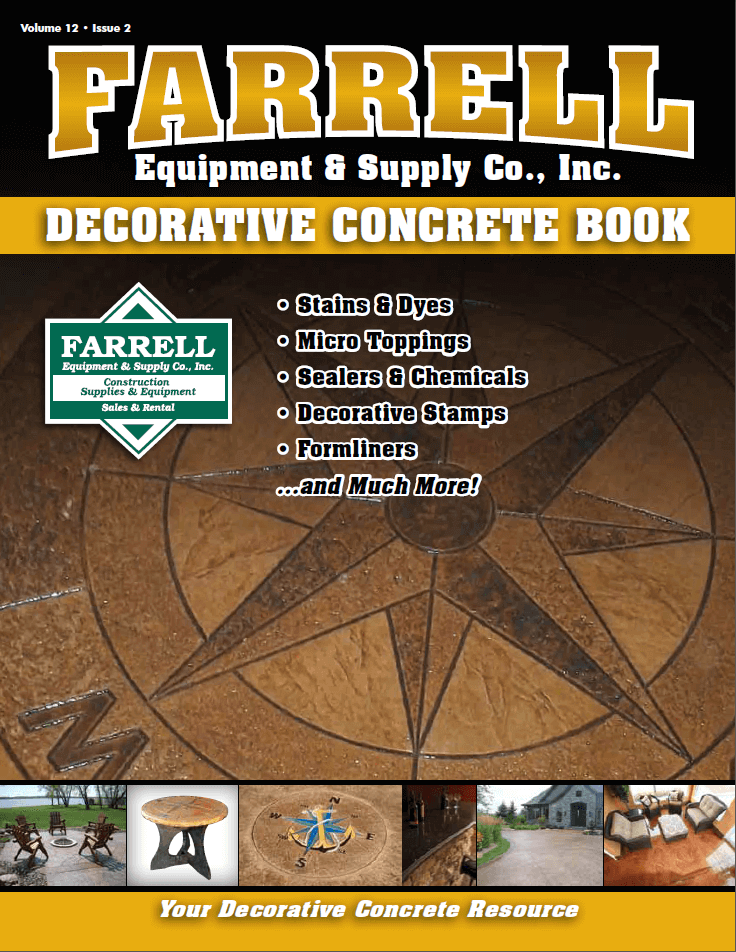 Volume 12 • Issue 2
FARRELL
Equipment & Supply Co., Inc.
DECORATIVE CONCRETE BOOK
FARRELL
Equipment & Supply Co., Inc.
Construction
Supplies & Equipment
Sales & Rental
• Stains & Dyes
• Micro Toppings
• Sealers & Chemicals
• Decorative Stamps
• Formliners
...and Much More!
N
W
E
S
Your Decorative Concrete Resource